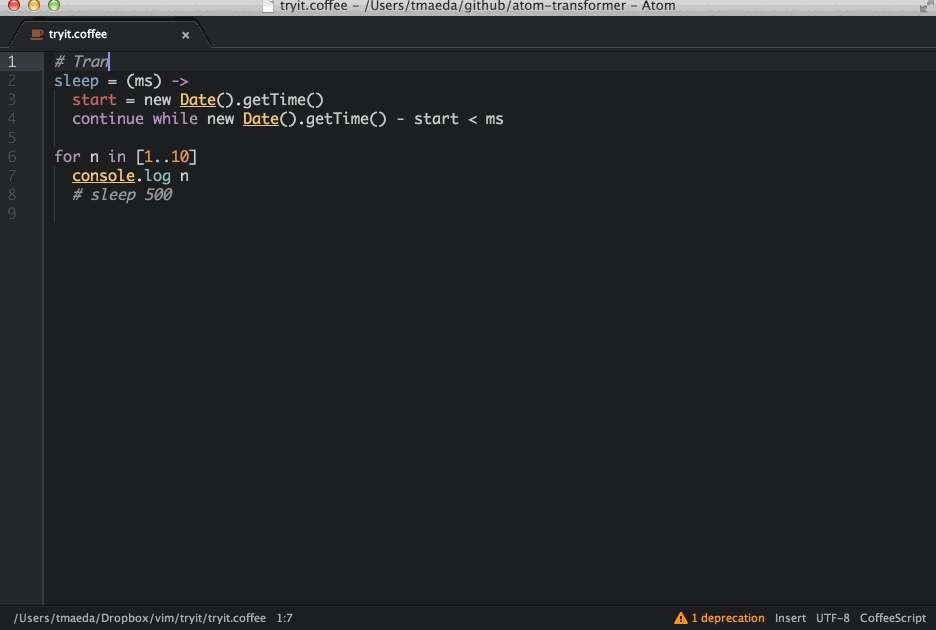 tryit.coffee - /Users/tmaeda/github/atom-transformer - Atom
tryit.coffee ×
1 # Tran
2 sleep = (ms) ->
3   start = new Date().getTime()
4   continue while new Date().getTime() - start < ms
5
6 for n in [1..10]
7   console.log n
8   # sleep 500
9
/Users/tmaeda/Dropbox/vim/tryit/tryit.coffee 1:7 1 deprecation Insert UTF-8 CoffeeScript